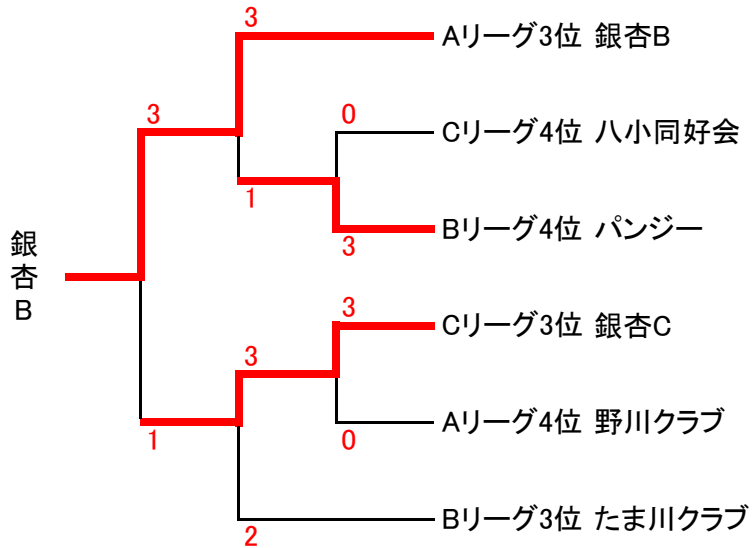 3
Aリーグ3位 銀杏B
3
0
Cリーグ4位 八小同好会
1
Bリーグ4位 パンジー
3
銀杏B
3
Cリーグ3位 銀杏C
3
1
Aリーグ4位 野川クラブ
0
Bリーグ3位 たま川クラブ
2